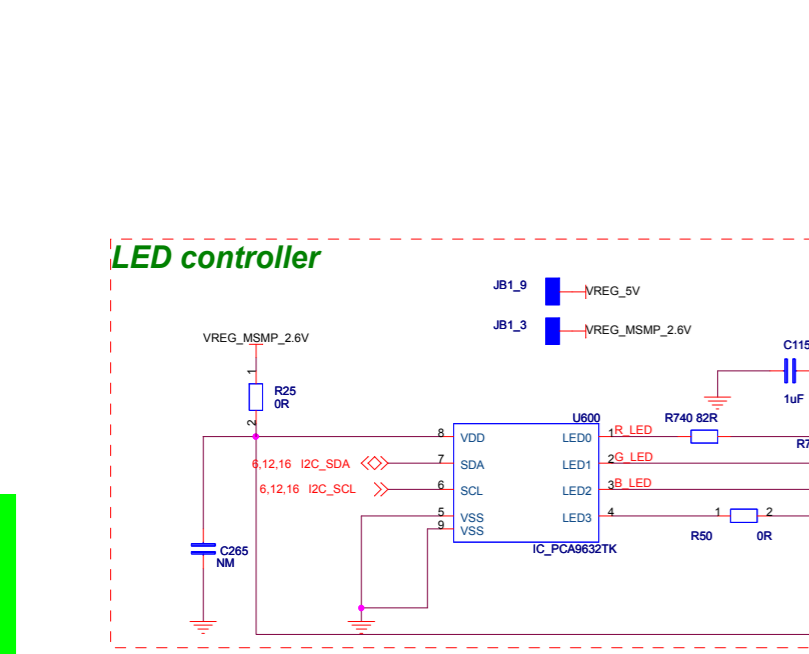 LED controller
JB1_9
VREG_5V
JB1_3
VREG_MSMP_2.6V
VREG_MSMP_2.6V
C115
1uF
1
R25
0R
2
U600
R740 82R
R7
8
VDD
LED0
1
R_LED
6,12,16 I2C_SDA
7
SDA
LED1
2
G_LED
6,12,16 I2C_SCL
6
SCL
LED2
3
B_LED
5
VSS
LED3
4
1
2
9
VSS
R50
0R
IC_PCA9632TK
C265
NM